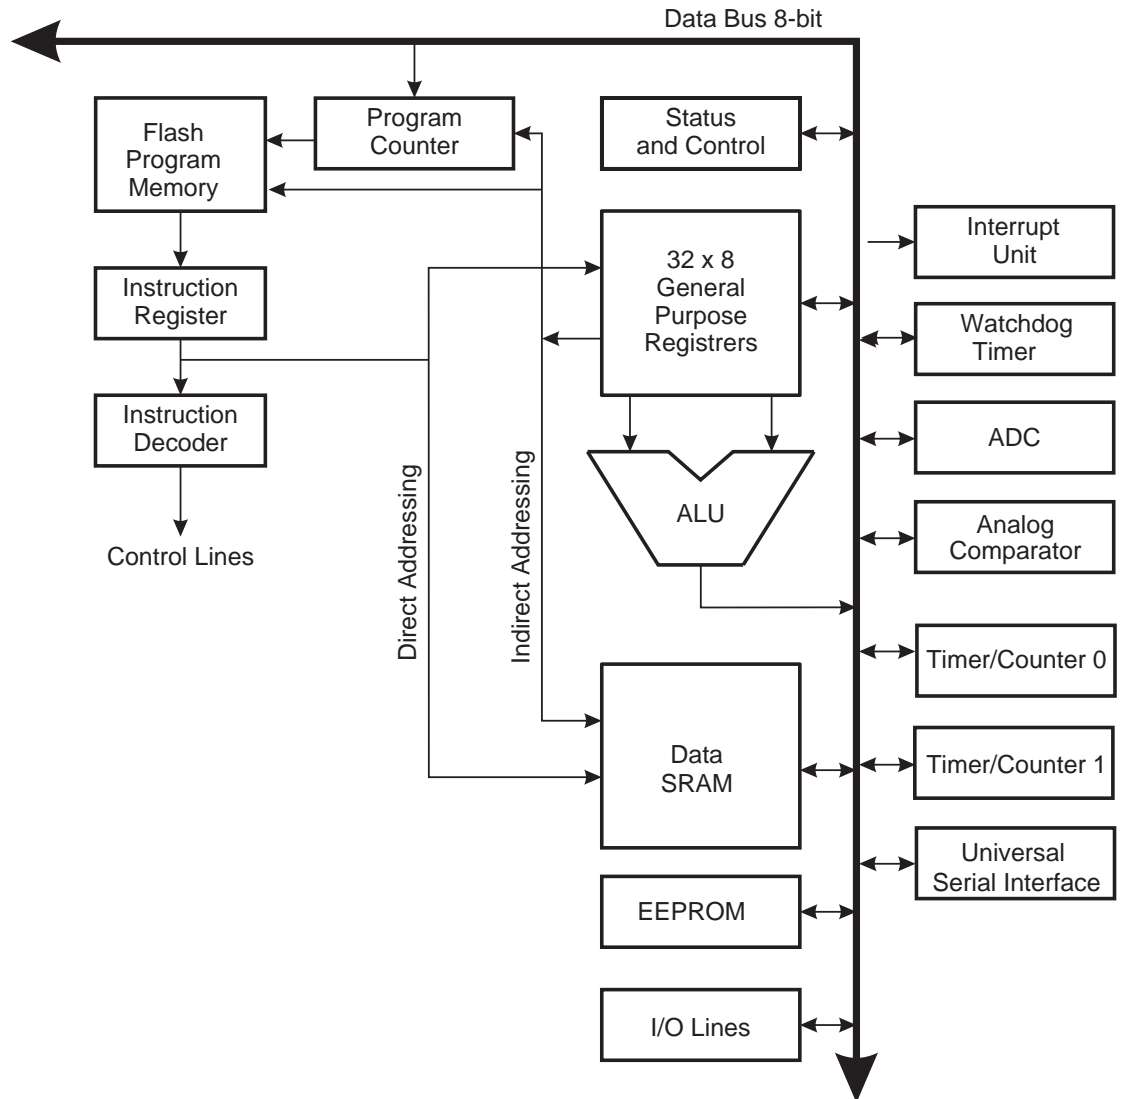 Data Bus 8-bit
Flash
Program
Memory
Program
Counter
Status
and Control
Interrupt
Unit
32 x 8
General
Purpose
Registrers
Instruction
Register
Watchdog
Timer
Instruction
Decoder
ADC
Direct Addressing
Indirect Addressing
ALU
Analog
Comparator
Control Lines
Timer/Counter 0
Data
SRAM
Timer/Counter 1
Universal
Serial Interface
EEPROM
I/O Lines